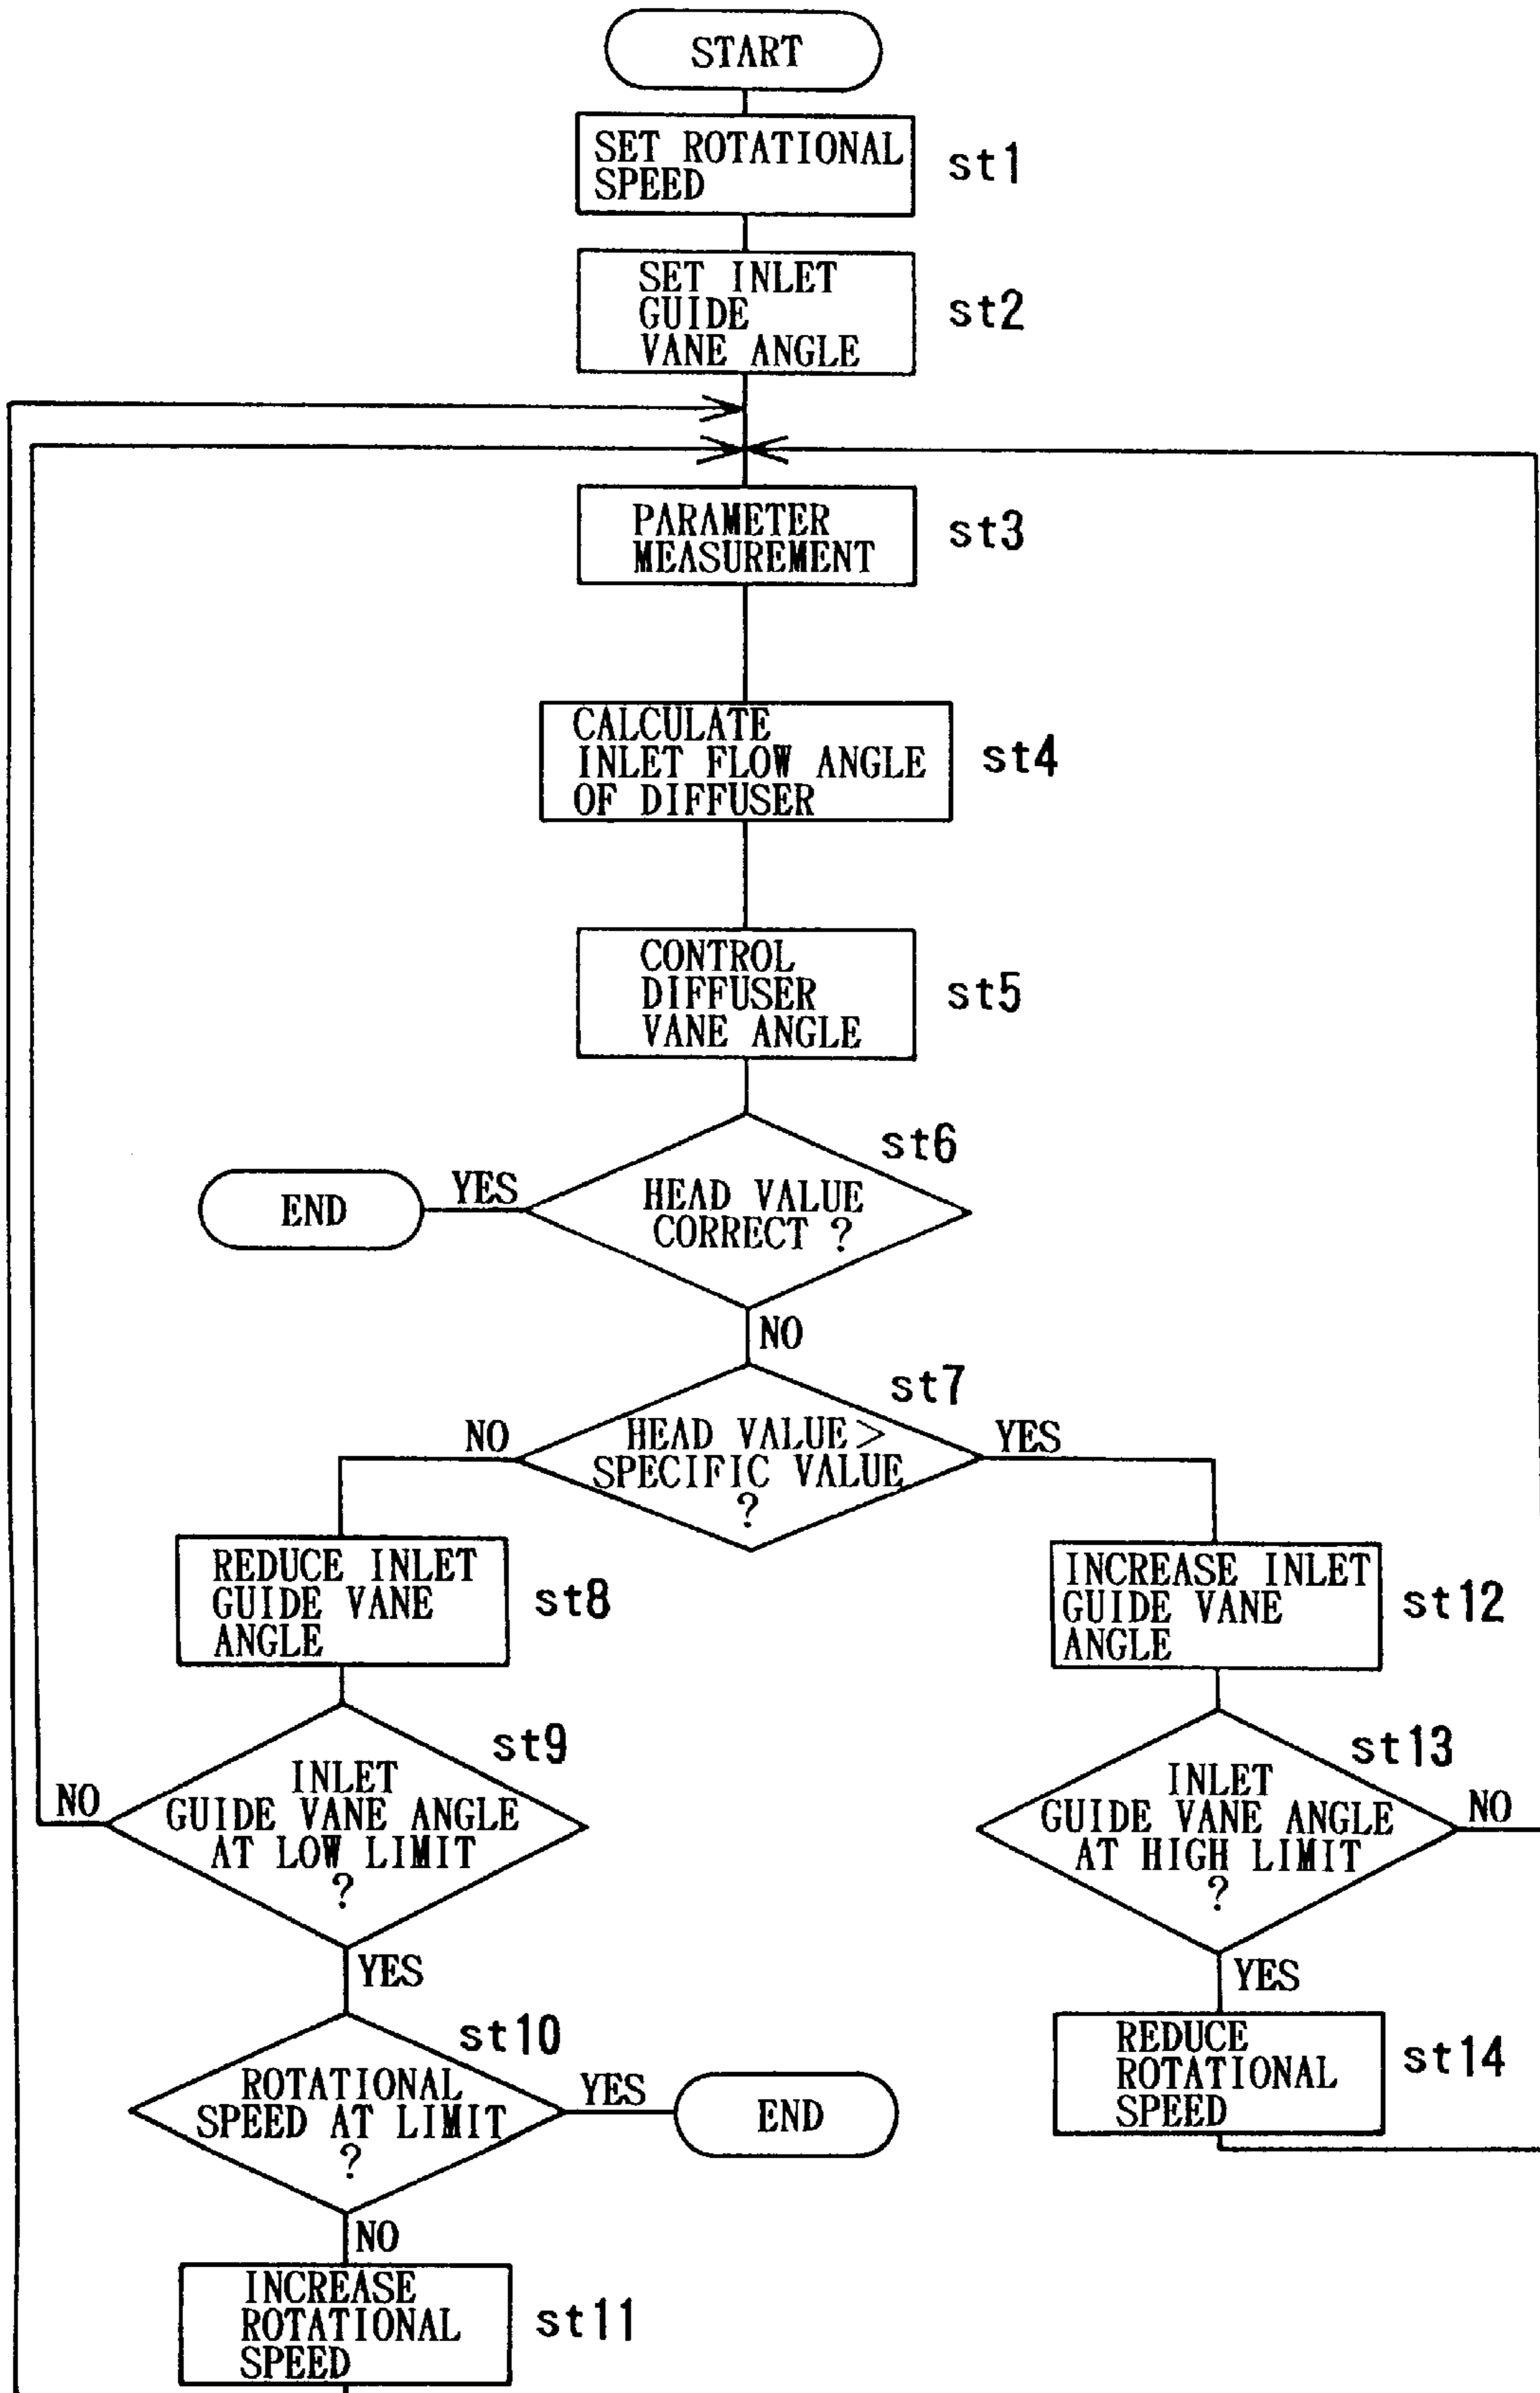 START
SET ROTATIONAL
SPEED
st1
SET INLET
GUIDE
VANE ANGLE
st2
PARAMETER
MEASUREMENT
st3
CALCULATE
INLET FLOW ANGLE
OF DIFFUSER
st4
CONTROL
DIFFUSER
VANE ANGLE
st5
st6
HEAD VALUE
CORRECT ?
YES
END
NO
st7
HEAD VALUE >
SPECIFIC VALUE
?
NO
YES
REDUCE INLET
GUIDE VANE
ANGLE
st8
INCREASE INLET
GUIDE VANE
ANGLE
st12
st9
INLET
GUIDE VANE ANGLE
AT LOW LIMIT
?
NO
YES
st13
INLET
GUIDE VANE ANGLE
AT HIGH LIMIT
?
NO
YES
st10
ROTATIONAL
SPEED AT LIMIT
?
YES
END
REDUCE
ROTATIONAL
SPEED
st14
NO
INCREASE
ROTATIONAL
SPEED
st11